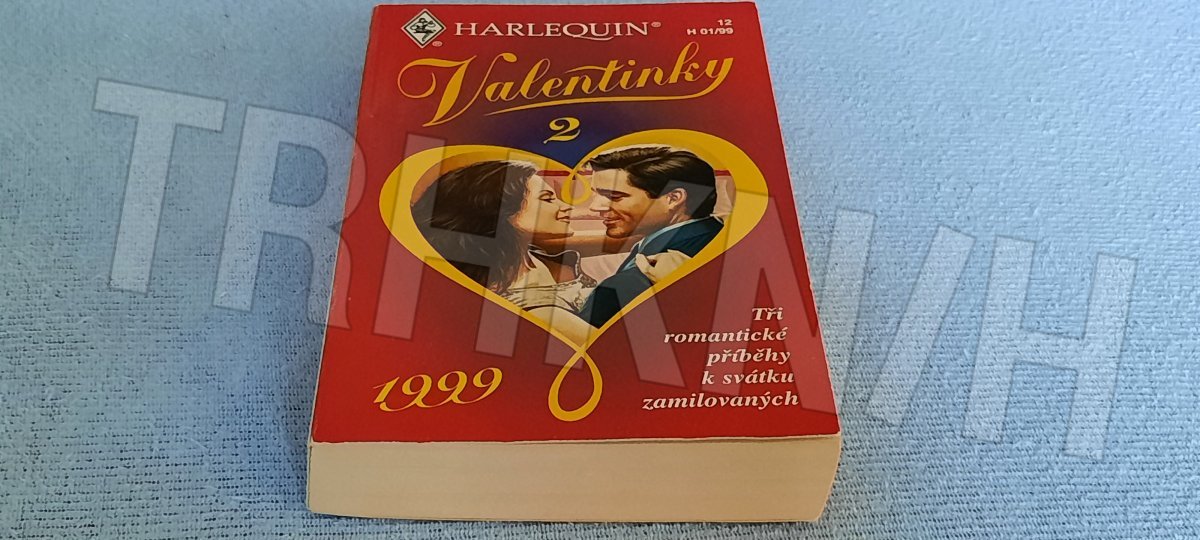 HARLEQUIN®
12
H 01/99
Valentinky
2
Tři
romantické
příběhy
k svátku
zamilovaných
1999
TRHKNIH